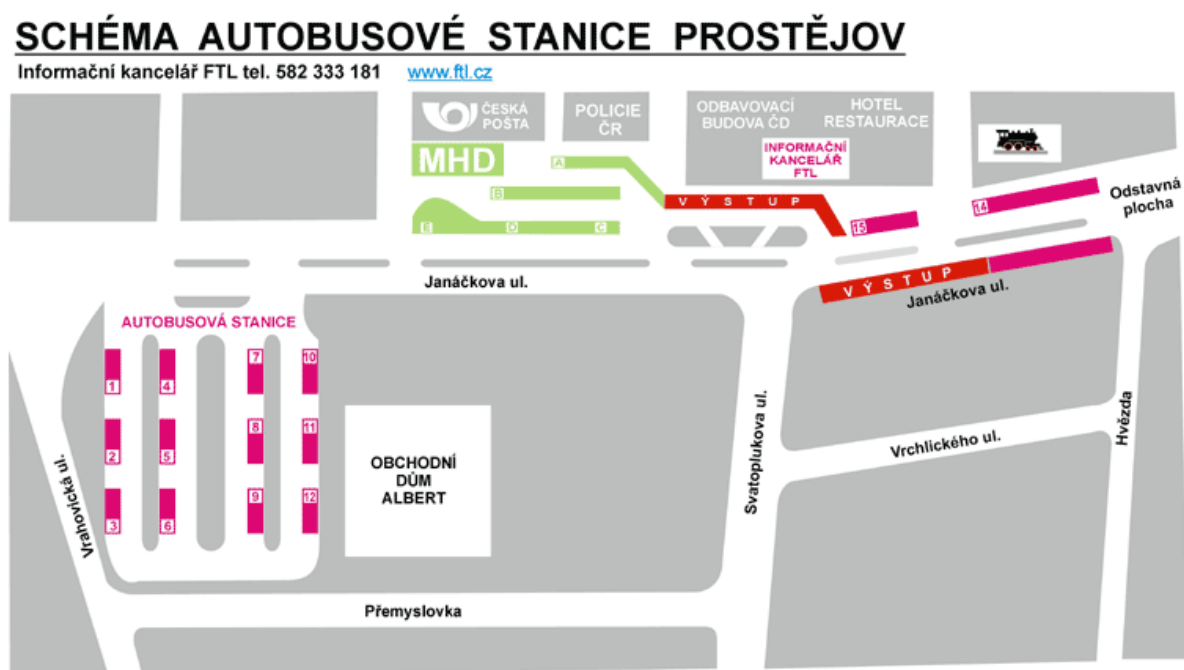 SCHÉMA AUTOBUSOVÉ STANICE PROSTĚJOV
Informační kancelář FTL tel. 582 333 181 www.ftl.cz
ČESKÁ
POŠTA
POLICIE
ČR
ODBAVOVACÍ
BUDOVA ČD
HOTEL
RESTAURACE
INFORMAČNÍ
KANCELÁŘ
FTL
MHD
A
B
E D C
VÝSTUP
15
14
Odstavná
plocha
VÝSTUP
Janáčkova ul.
Janáčkova ul.
AUTOBUSOVÁ STANICE
1 4 7 10
2 5 8 11
3 6 9 12
OBCHODNÍ
DŮM
ALBERT
Vrahovická ul.
Svatoplukova ul.
Vrchlického ul.
Hvězda
Přemyslovka